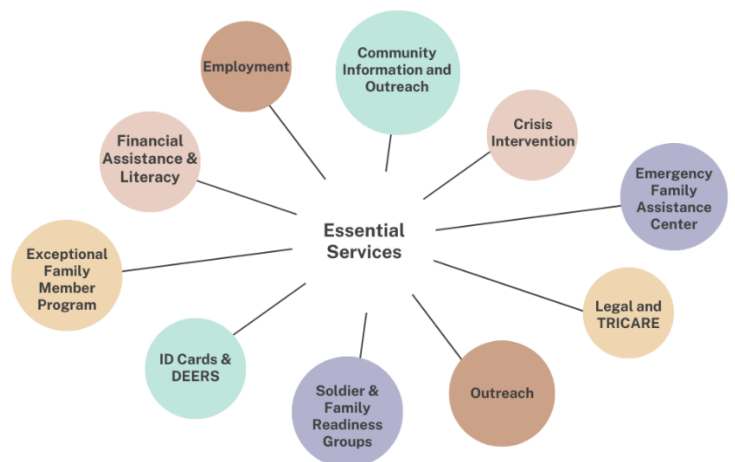 Community
Information and
Outreach
Employment
Crisis
Intervention
Financial
Assistance &
Literacy
Emergency
Family
Assistance
Center
Essential
Services
Exceptional
Family
Member
Program
Legal and
TRICARE
ID Cards &
DEERS
Soldier &
Family
Readiness
Groups
Outreach